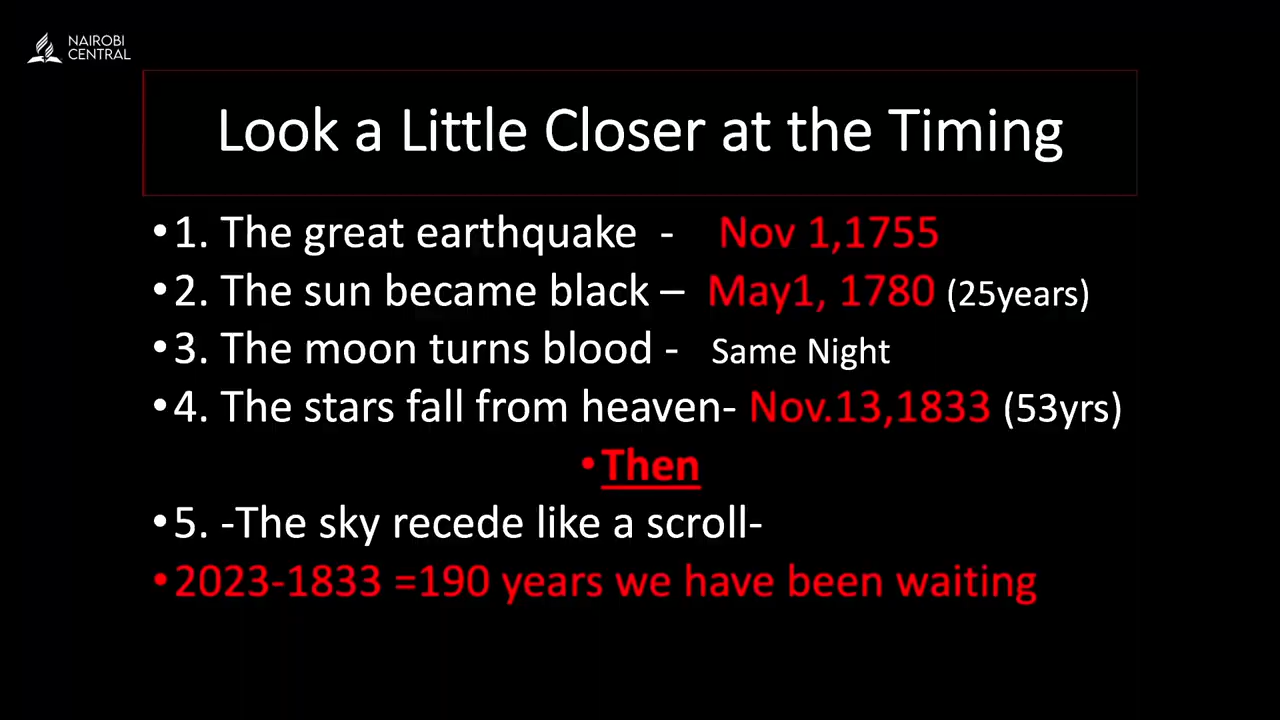 NAIROBI
CENTRAL
Look a Little Closer at the Timing
•1. The great earthquake - Nov 1,1755
•2. The sun became black – May1, 1780 (25years)
•3. The moon turns blood - Same Night
•4. The stars fall from heaven- Nov.13,1833 (53yrs)
•Then
•5. -The sky recede like a scroll-
•2023-1833 =190 years we have been waiting